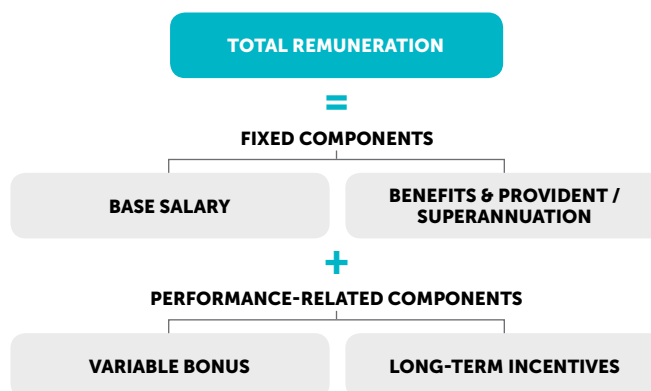 TOTAL REMUNERATION
=
FIXED COMPONENTS
BASE SALARY
BENEFITS & PROVIDENT /
SUPERANNUATION
+
PERFORMANCE-RELATED COMPONENTS
VARIABLE BONUS
LONG-TERM INCENTIVES